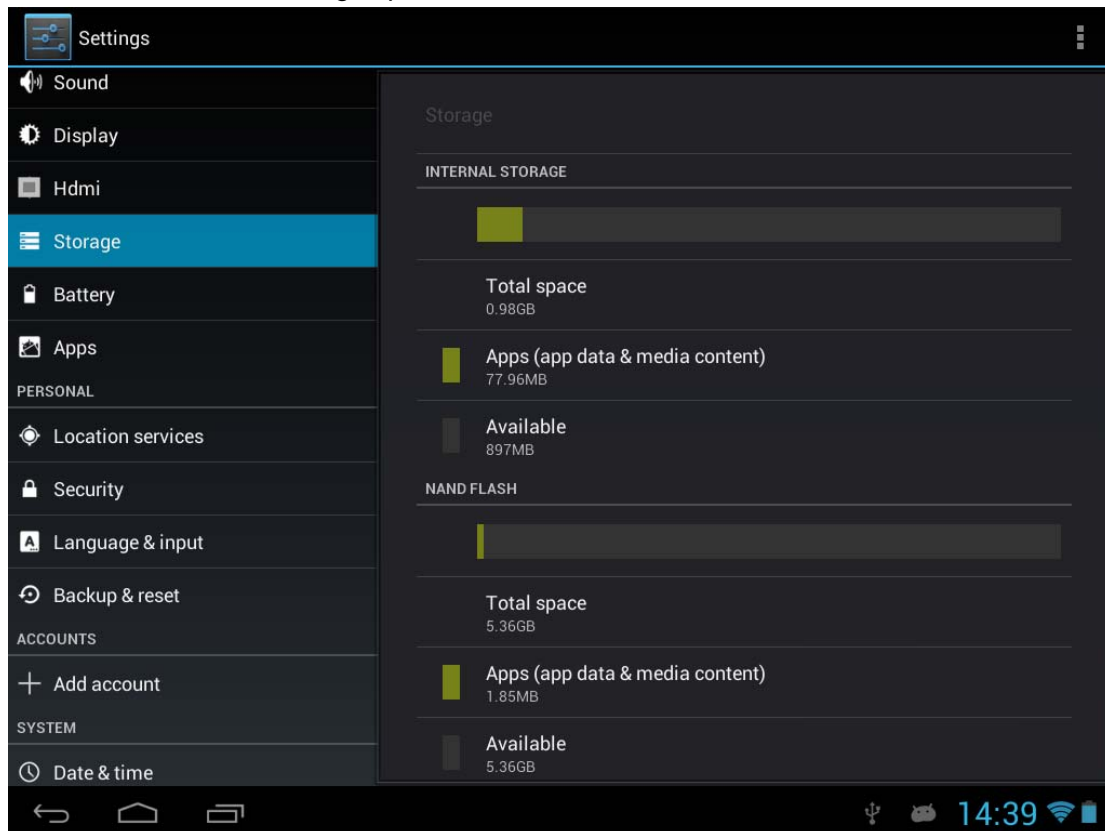 Settings
Sound
Display
Hdmi
Storage
Battery
Apps
PERSONAL
Location services
Security
Language & input
Backup & reset
ACCOUNTS
Add account
SYSTEM
Date & time
Storage
INTERNAL STORAGE
Total space
0.98GB
Apps (app data & media content)
77.96MB
Available
897MB
NAND FLASH
Total space
5.36GB
Apps (app data & media content)
1.85MB
Available
5.36GB
14:39